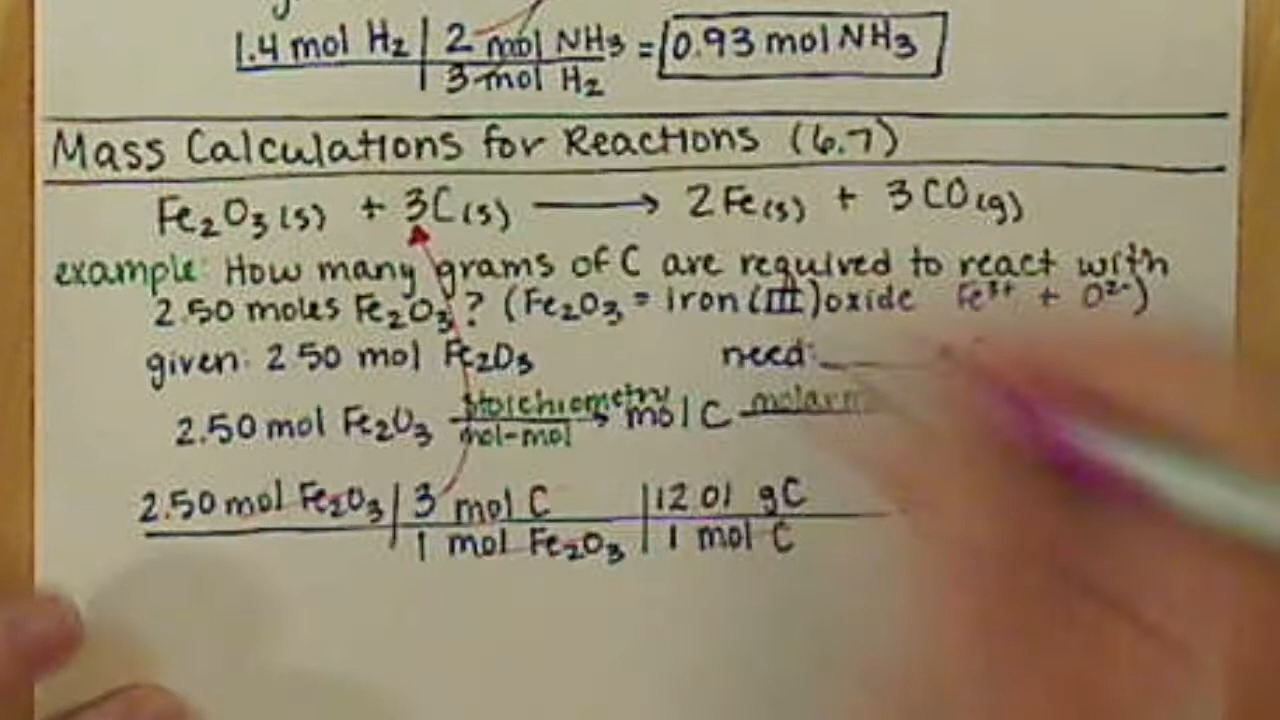 1.4 mol H₂ | 2 mol NH₃ = 0.93 mol NH₃
3 mol H₂
Mass Calculations for Reactions (6.7)
Fe₂O₃(s) + 3C(s) ⟶ 2Fe(s) + 3CO(g)
example: How many grams of C are required to react with
2.50 moles Fe₂O₃? (Fe₂O₃ = iron(III)oxide Fe³⁺ + O²⁻)
given: 2.50 mol Fe₂O₃ need:
2.50 mol Fe₂O₃ stoichiometry mol-mol → mol C
2.50 mol Fe₂O₃ | 3 mol C | 12.01 gC
1 mol Fe₂O₃ | 1 mol C